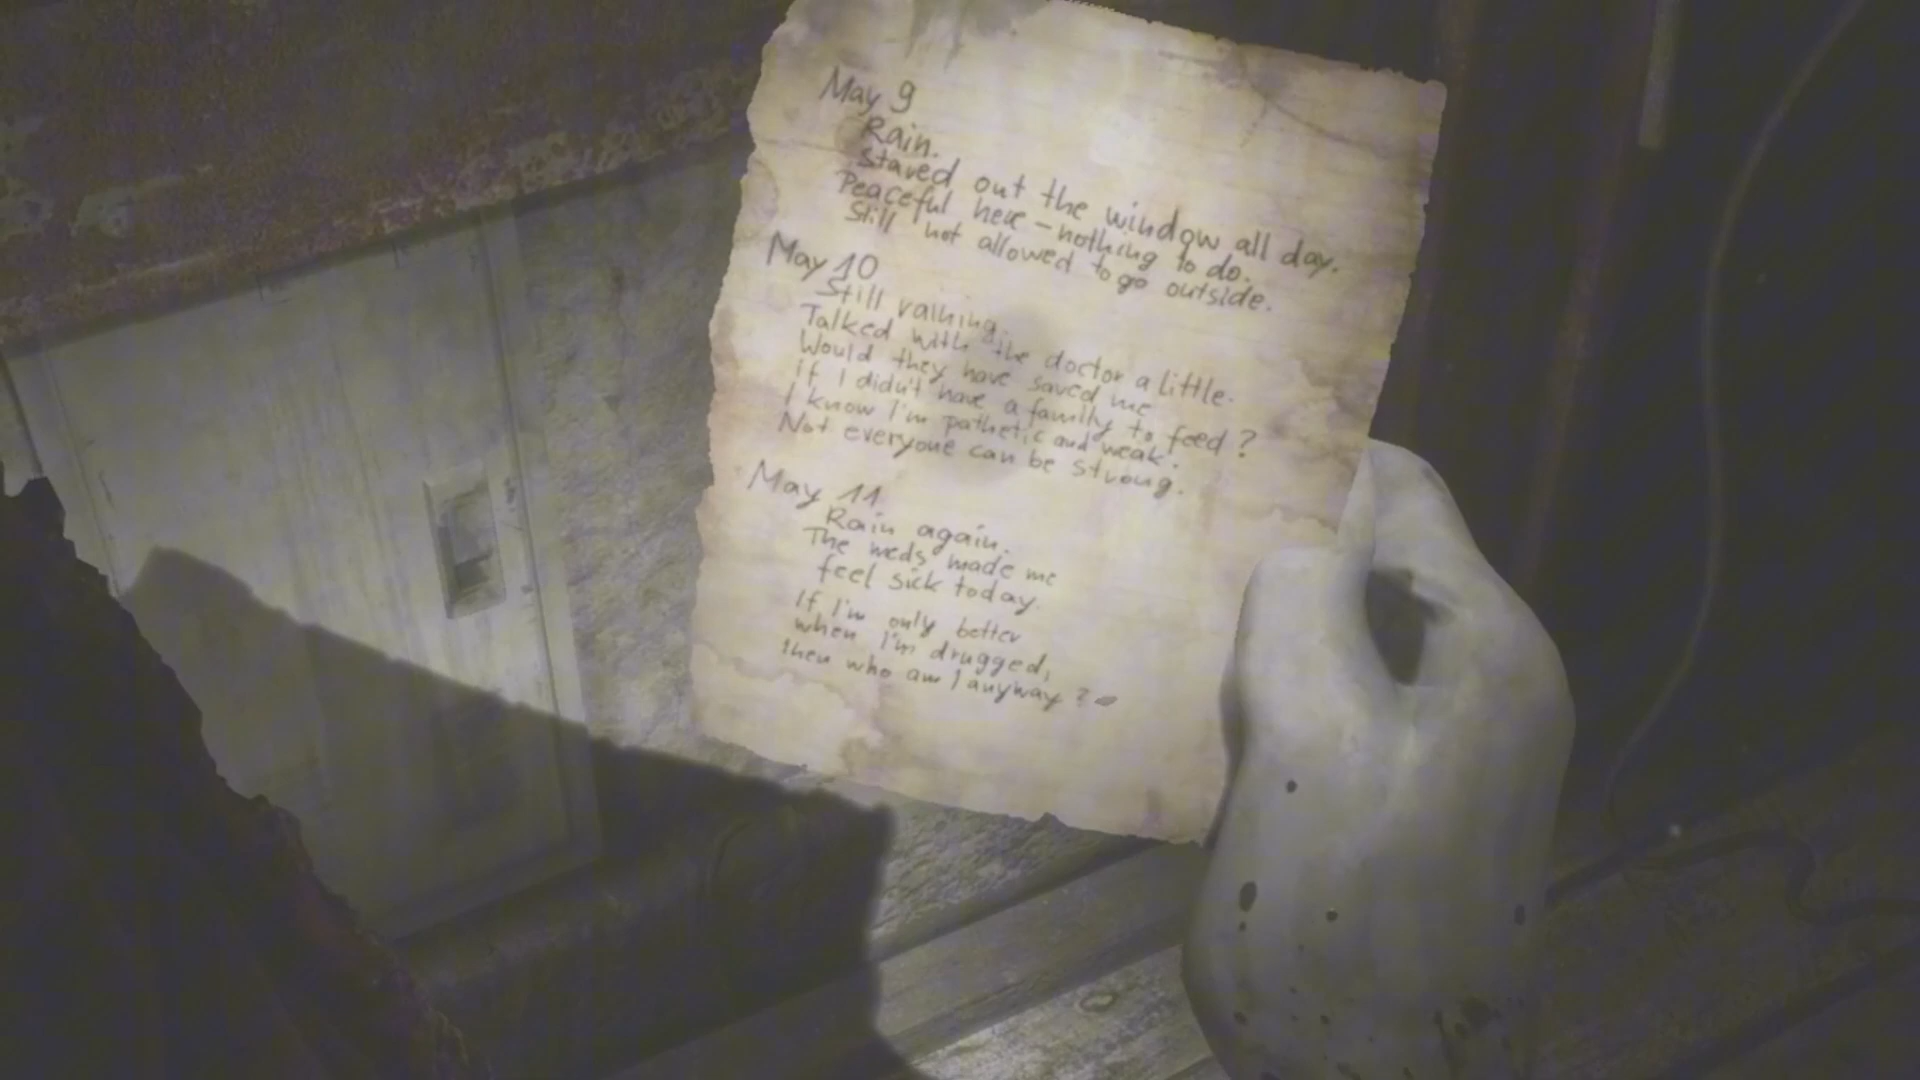 May 9
Rain.
Stared out the window all day.
Peaceful here - nothing to do.
Still not allowed to go outside.
May 10
Still raining.
Talked with the doctor a little.
Would they have saved me
if I didn't have a family to feed?
I know I'm pathetic and weak.
Not everyone can be strong.
May 11
Rain again.
The meds made me
feel sick today.
If I'm only better
when I'm drugged,
then who am I anyway?